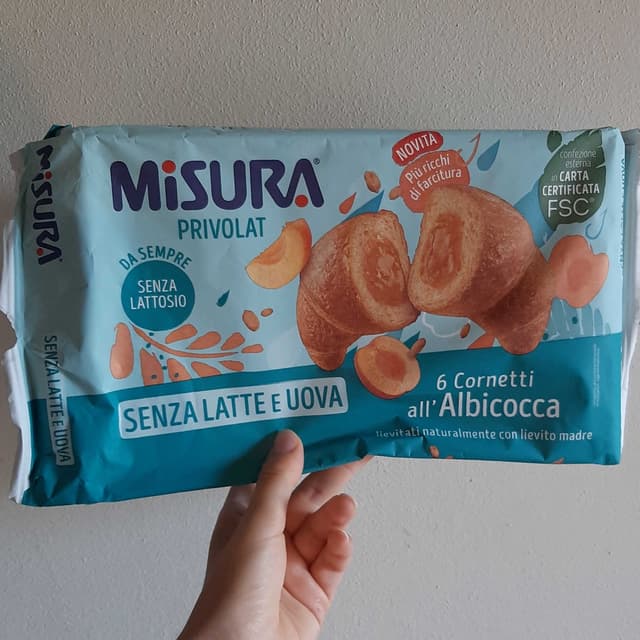 MiSURA
PRIVOLAT
DA SEMPRE
SENZA
LATTOSIO
NOVITÀ
Più ricchi
di farcitura
confezione
esterna
in CARTA
CERTIFICATA
FSC®
SENZA LATTE E UOVA
6 Cornetti
all'Albicocca
lievitati naturalmente con lievito madre
MiSURA
SENZA LATTE E UOVA